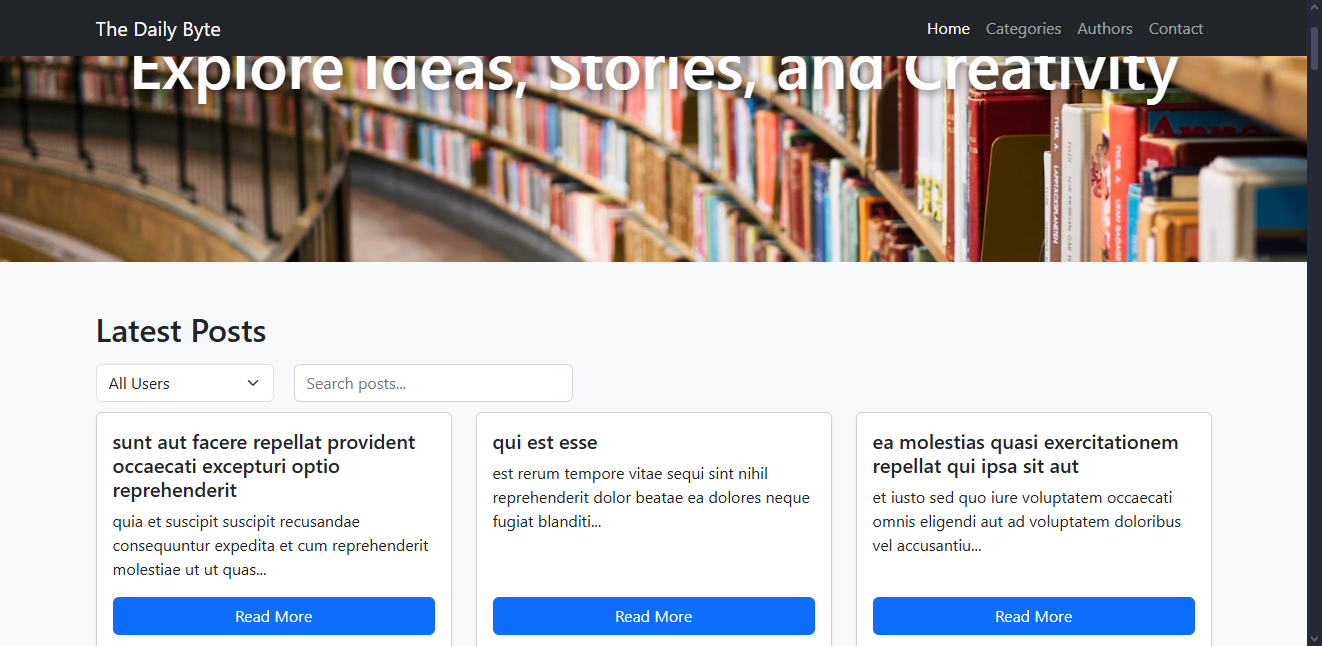 The Daily Byte
Home Categories Authors Contact
Explore Ideas, Stories, and Creativity
Latest Posts
All Users
Search posts...
sunt aut facere repellat provident
occaecati excepturi optio
reprehenderit
quia et suscipit suscipit recusandae
consequuntur expedita et cum reprehenderit
molestiae ut ut quas...
Read More
qui est esse
est rerum tempore vitae sequi sint nihil
reprehenderit dolor beatae ea dolores neque
fugiat blanditi...
Read More
ea molestias quasi exercitationem
repellat qui ipsa sit aut
et iusto sed quo iure voluptatem occaecati
omnis eligendi aut ad voluptatem doloribus
vel accusantiu...
Read More